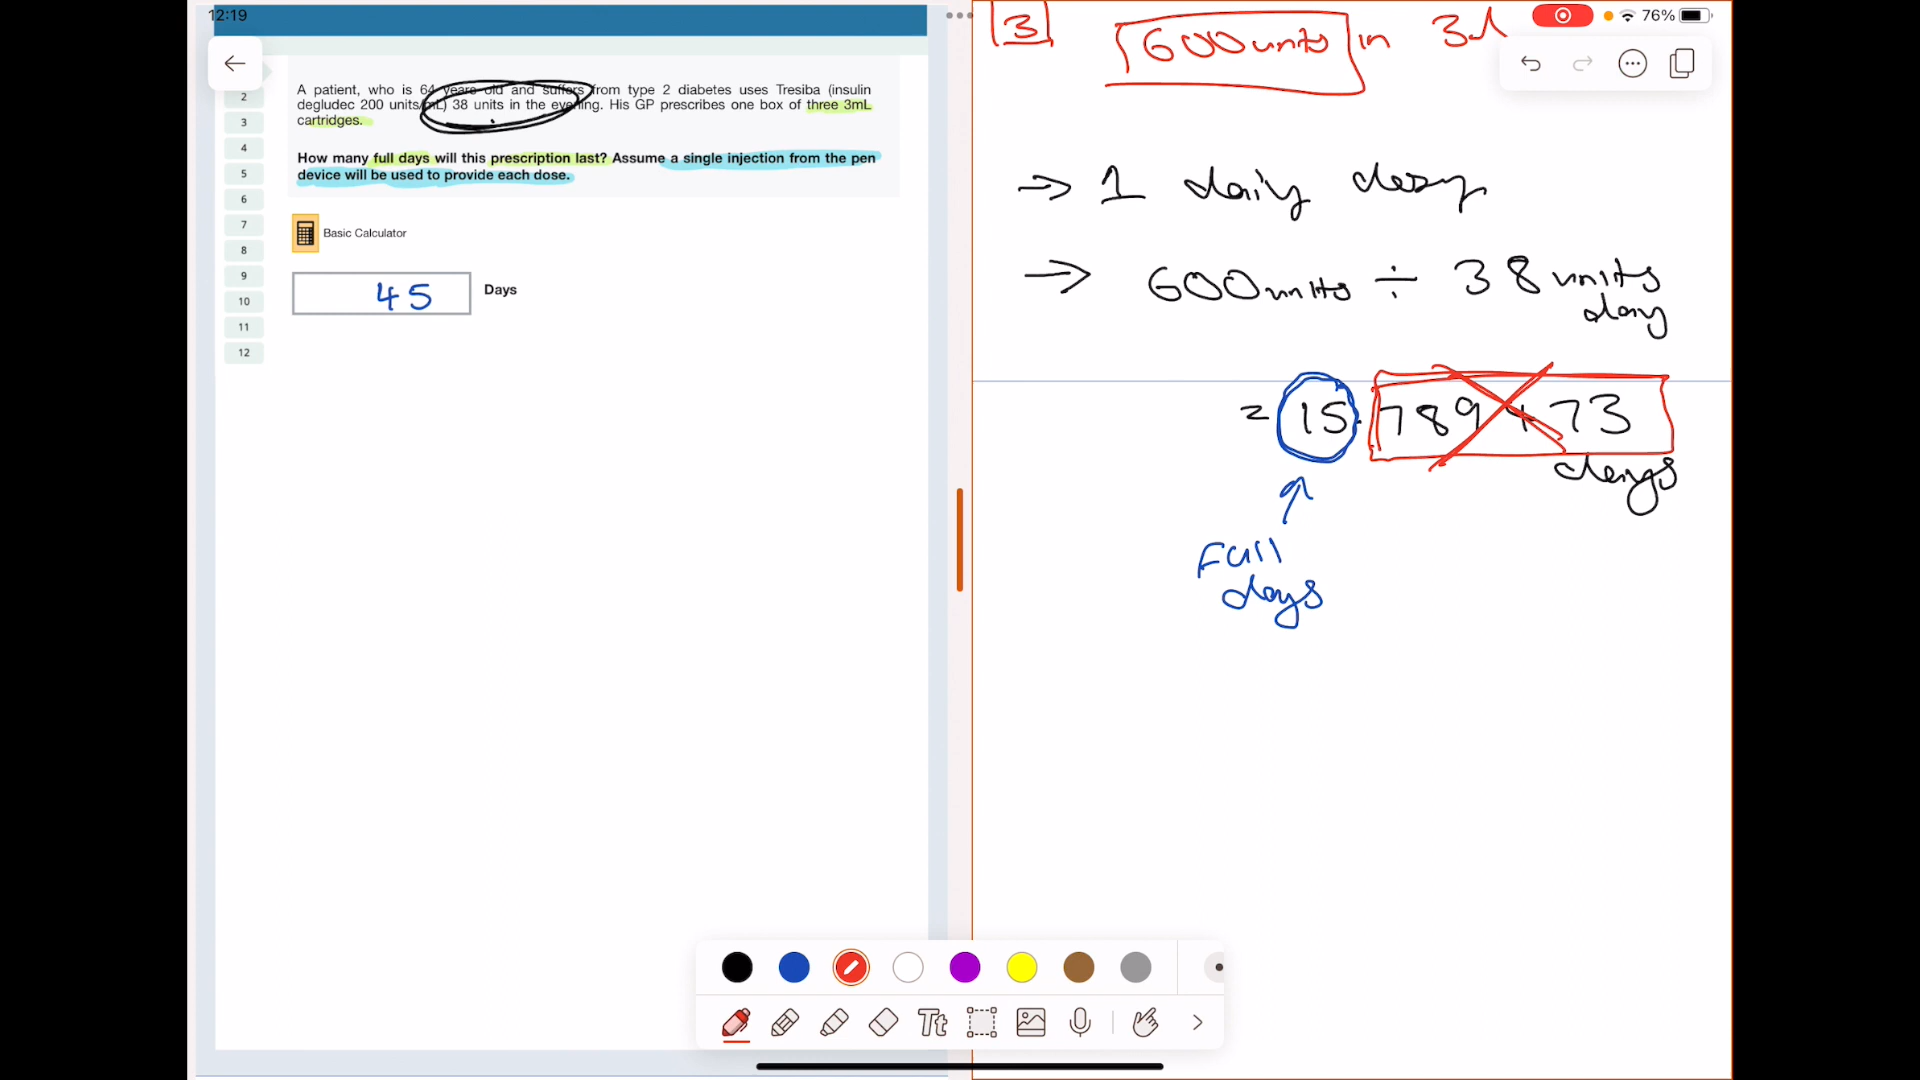 12:19
76%
A patient, who is 64 years old and suffers from type 2 diabetes uses Tresiba (insulin
degludec 200 units/mL) 38 units in the evening. His GP prescribes one box of three 3mL
cartridges.
How many full days will this prescription last? Assume a single injection from the pen
device will be used to provide each dose.
2
3
4
5
6
7
8
9
10
11
12
Basic Calculator
45 Days
3 600 units in 3
→ 1 daily
→ 600 units ÷ 38 units
day
= 15.789473
days
↑
Full
days
Tt